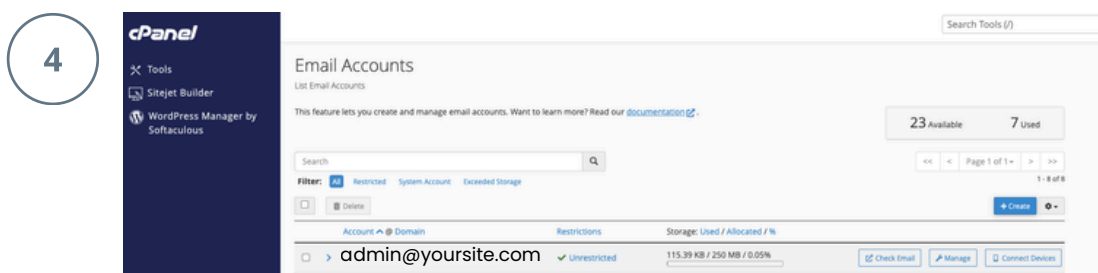 4
cPanel
Search Tools (/)
Tools
Sitejet Builder
WordPress Manager by
Softaculous
Email Accounts
List Email Accounts
This feature lets you create and manage email accounts. Want to learn more? Read our documentation .
23 Available 7 Used
Search
<< < Page 1 of 1 > >>
Filter: All Restricted System Account Exceeded Storage
1 - 8 of 8
Delete
+ Create
Account @ Domain Restrictions Storage: Used / Allocated / %
> admin@yoursite.com Unrestricted 115.39 KB / 250 MB / 0.05% Check Email Manage Connect Devices